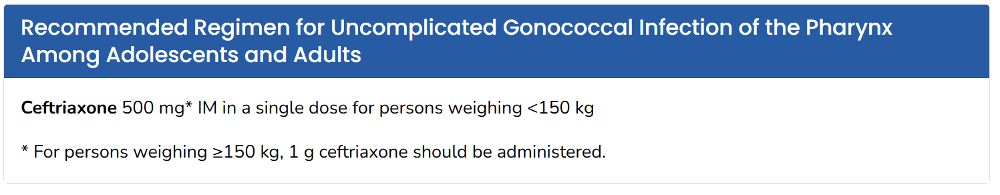 Recommended Regimen for Uncomplicated Gonococcal Infection of the Pharynx
Among Adolescents and Adults
Ceftriaxone 500 mg* IM in a single dose for persons weighing <150 kg
* For persons weighing ≥150 kg, 1 g ceftriaxone should be administered.